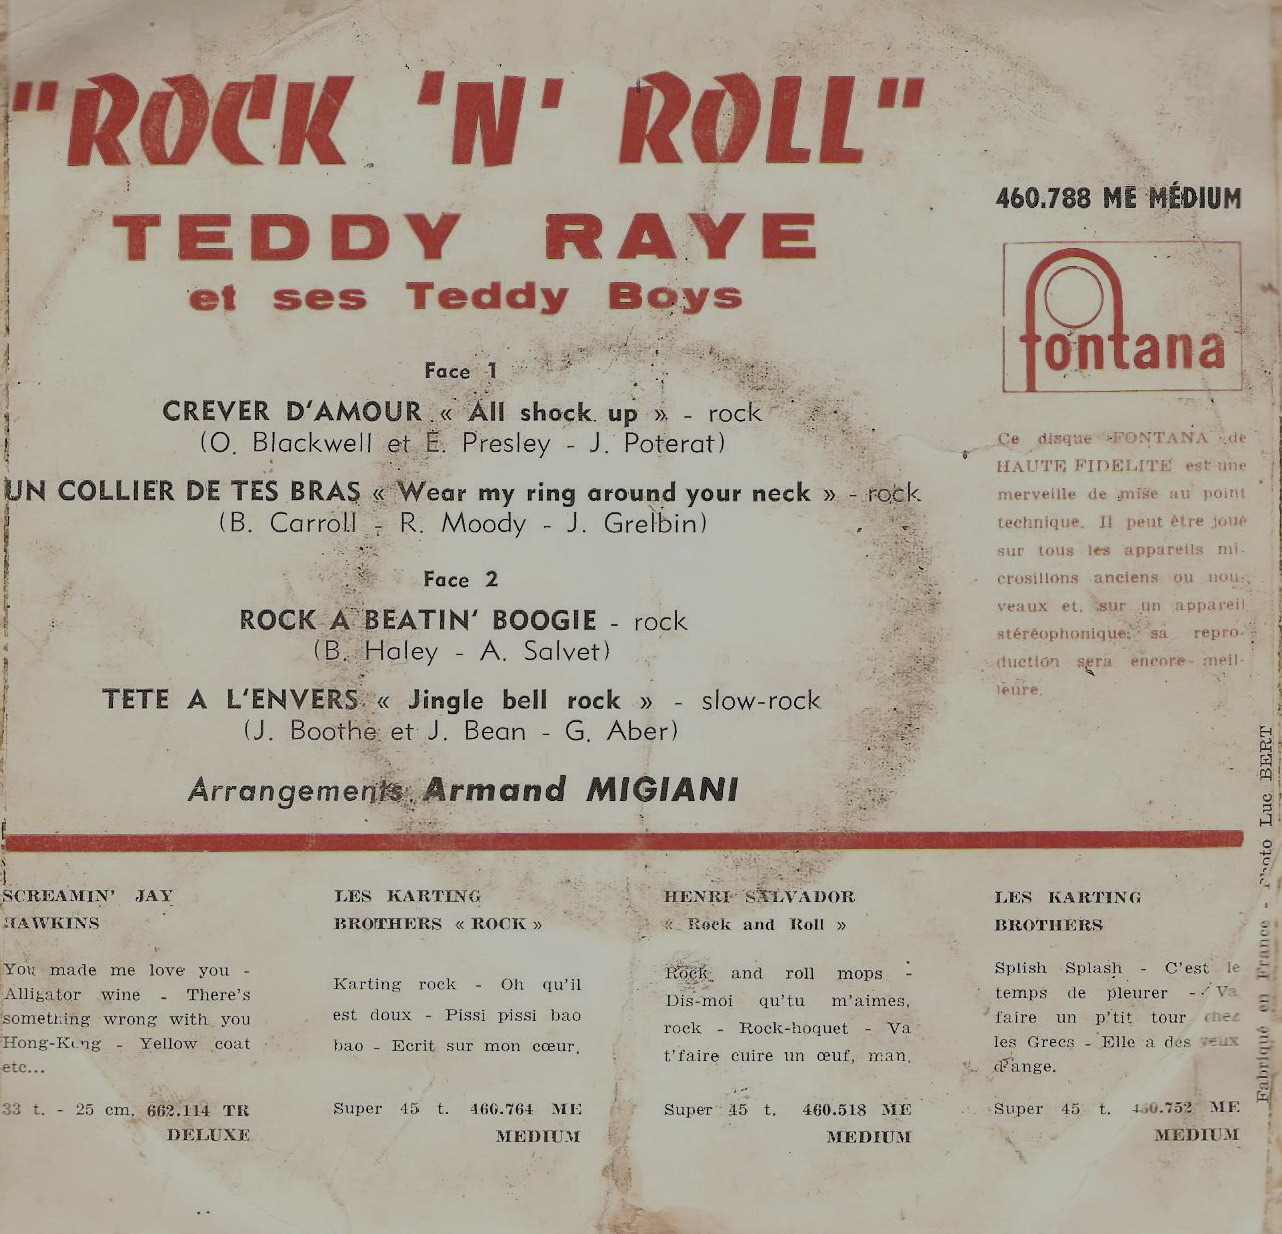 "ROCK 'N' ROLL"
TEDDY RAYE
et ses Teddy Boys
460.788 ME MÉDIUM
fontana
Face 1
CREVER D'AMOUR « All shock up » - rock
(O. Blackwell et E. Presley - J. Poterat)
UN COLLIER DE TES BRAS « Wear my ring around your neck » - rock
(B. Carroll - R. Moody - J. Grelbin)
Face 2
ROCK A BEATIN' BOOGIE - rock
(B. Haley - A. Salvet)
TETE A L'ENVERS « Jingle bell rock » - slow-rock
(J. Boothe et J. Bean - G. Aber)
Arrangements Armand MIGIANI
Ce disque FONTANA de
HAUTE FIDELITE est une
merveille de mise au point
technique. Il peut être joué
sur tous les appareils mi-
crosillons anciens ou nou-
veaux et, sur un appareil
stéréophonique, sa repro-
duction sera encore meil-
leure.
SCREAMIN' JAY
HAWKINS
You made me love you -
Alligator wine - There's
something wrong with you
Hong-Kong - Yellow coat
etc...
33 t. - 25 cm. 662.114 TR
DELUXE
LES KARTING
BROTHERS « ROCK »
Karting rock - Oh qu'il
est doux - Pissi pissi bao
bao - Ecrit sur mon cœur.
Super 45 t. 460.764 ME
MEDIUM
HENRI SALVADOR
« Rock and Roll »
Rock and roll mops -
Dis-moi qu'tu m'aimes,
rock - Rock-hoquet - Va
t'faire cuire un œuf, man.
Super 45 t. 460.518 ME
MEDIUM
LES KARTING
BROTHERS
Splish Splash - C'est le
temps de pleurer - Va
faire un p'tit tour chez
les Grecs - Elle a des yeux
d'ange.
Super 45 t. 460.752 ME
MEDIUM
Fabriqué en France - Photo Luc BERT